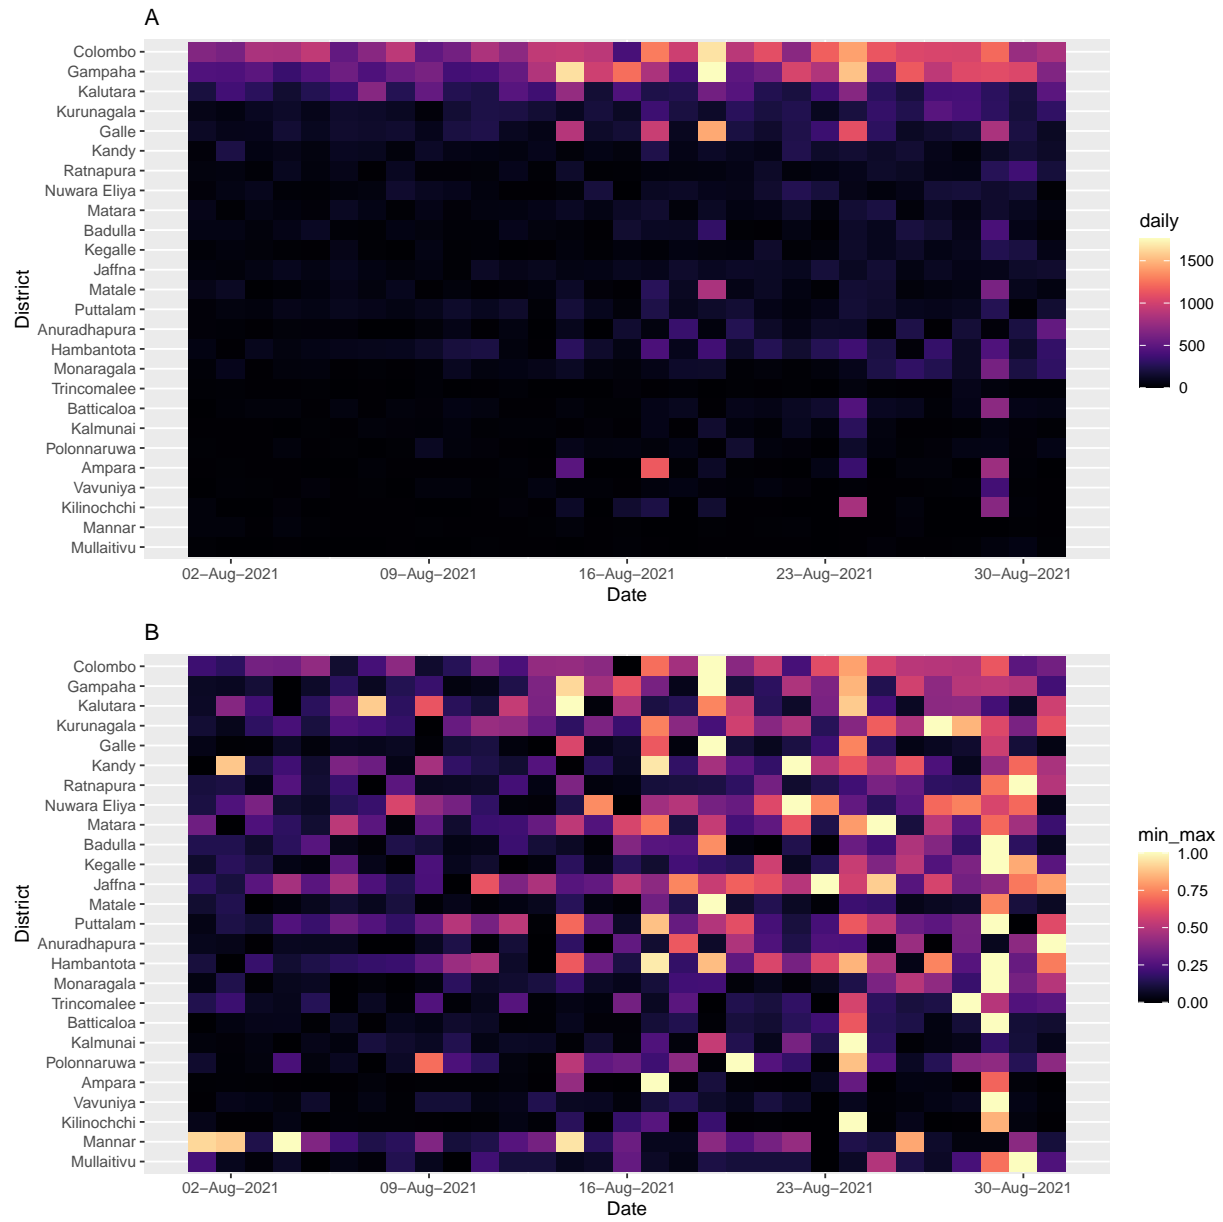 A
Colombo
Gampaha
Kalutara
Kurunagala
Galle
Kandy
Ratnapura
Nuwara Eliya
Matara
Badulla
Kegalle
Jaffna
Matale
Puttalam
Anuradhapura
Hambantota
Monaragala
Trincomalee
Batticaloa
Kalmunai
Polonnaruwa
Ampara
Vavuniya
Kilinochchi
Mannar
Mullaitivu
District
02−Aug−2021 09−Aug−2021 16−Aug−2021 23−Aug−2021 30−Aug−2021
Date
daily
1500
1000
500
0
B
Colombo
Gampaha
Kalutara
Kurunagala
Galle
Kandy
Ratnapura
Nuwara Eliya
Matara
Badulla
Kegalle
Jaffna
Matale
Puttalam
Anuradhapura
Hambantota
Monaragala
Trincomalee
Batticaloa
Kalmunai
Polonnaruwa
Ampara
Vavuniya
Kilinochchi
Mannar
Mullaitivu
District
02−Aug−2021 09−Aug−2021 16−Aug−2021 23−Aug−2021 30−Aug−2021
Date
min_max
1.00
0.75
0.50
0.25
0.00